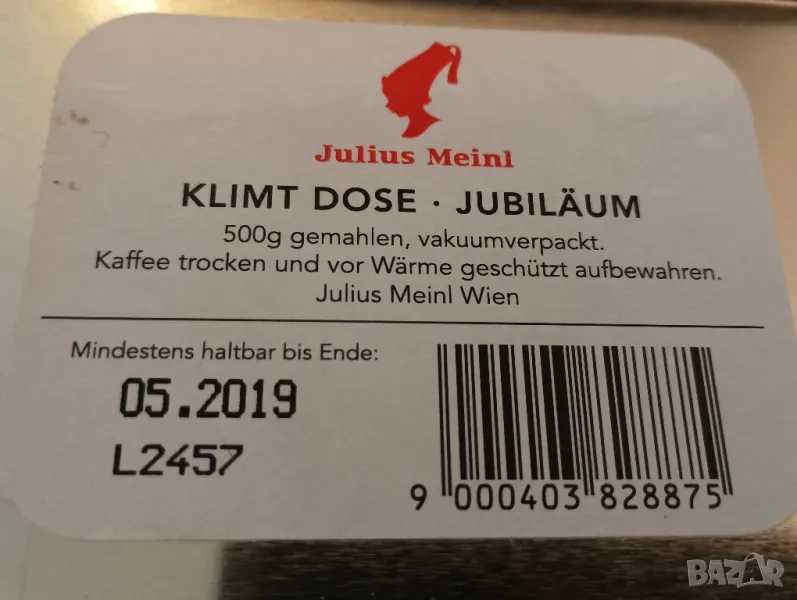 Julius Meinl
KLIMT DOSE · JUBILÄUM
500g gemahlen, vakuumverpackt.
Kaffee trocken und vor Wärme geschützt aufbewahren.
Julius Meinl Wien
Mindestens haltbar bis Ende:
05.2019
L2457
9 000403 828875
BAZAR